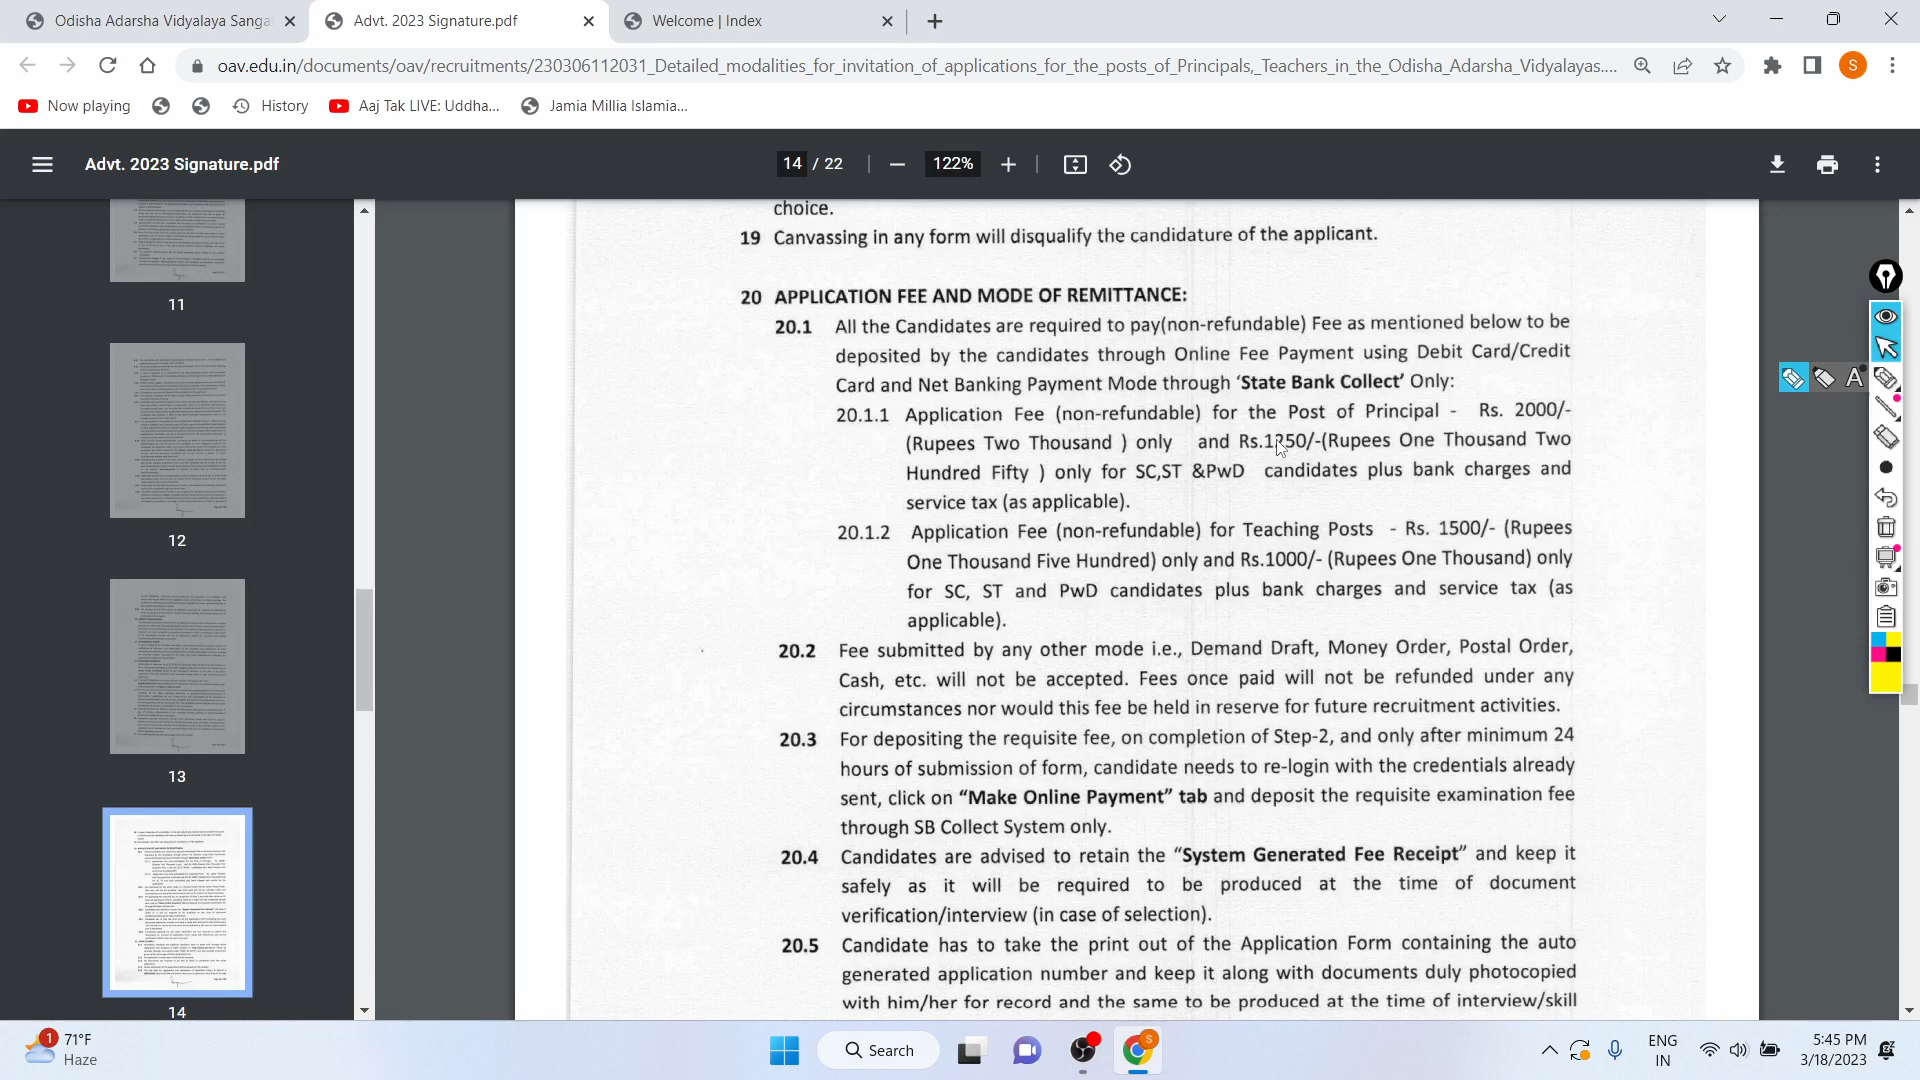 Odisha Adarsha Vidyalaya Sanga
Advt. 2023 Signature.pdf
Welcome | Index
oav.edu.in/documents/oav/recruitments/230306112031_Detailed_modalities_for_invitation_of_applications_for_the_posts_of_Principals,_Teachers_in_the_Odisha_Adarsha_Vidyalayas....
S
Now playing
History
Aaj Tak LIVE: Uddha...
Jamia Millia Islamia...
Advt. 2023 Signature.pdf
14 / 22
122%
11
12
13
14
choice.
19 Canvassing in any form will disqualify the candidature of the applicant.
20 APPLICATION FEE AND MODE OF REMITTANCE:
20.1 All the Candidates are required to pay(non-refundable) Fee as mentioned below to be
deposited by the candidates through Online Fee Payment using Debit Card/Credit
Card and Net Banking Payment Mode through ‘State Bank Collect’ Only:
20.1.1 Application Fee (non-refundable) for the Post of Principal - Rs. 2000/-
(Rupees Two Thousand ) only and Rs.1250/-(Rupees One Thousand Two
Hundred Fifty ) only for SC,ST &PwD candidates plus bank charges and
service tax (as applicable).
20.1.2 Application Fee (non-refundable) for Teaching Posts - Rs. 1500/- (Rupees
One Thousand Five Hundred) only and Rs.1000/- (Rupees One Thousand) only
for SC, ST and PwD candidates plus bank charges and service tax (as
applicable).
20.2 Fee submitted by any other mode i.e., Demand Draft, Money Order, Postal Order,
Cash, etc. will not be accepted. Fees once paid will not be refunded under any
circumstances nor would this fee be held in reserve for future recruitment activities.
20.3 For depositing the requisite fee, on completion of Step-2, and only after minimum 24
hours of submission of form, candidate needs to re-login with the credentials already
sent, click on “Make Online Payment” tab and deposit the requisite examination fee
through SB Collect System only.
20.4 Candidates are advised to retain the “System Generated Fee Receipt” and keep it
safely as it will be required to be produced at the time of document
verification/interview (in case of selection).
20.5 Candidate has to take the print out of the Application Form containing the auto
generated application number and keep it along with documents duly photocopied
with him/her for record and the same to be produced at the time of interview/skill
A
1
71°F
Haze
Search
S
ENG
IN
5:45 PM
3/18/2023